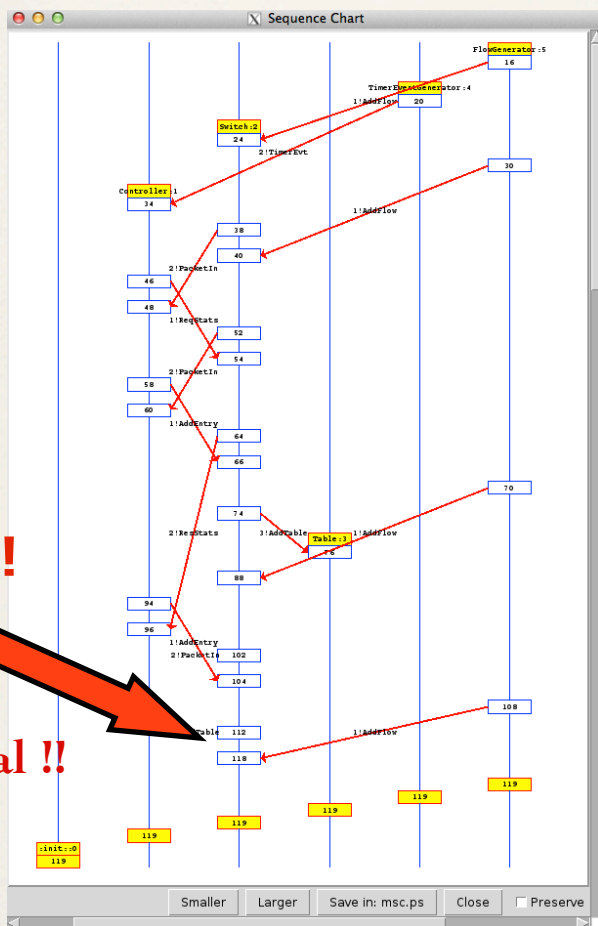 Sequence Chart
FlowGenerator:5
16
TimerEventGenerator:4
1!AddFlow
20
Switch:2
24
2!TimerEvt
30
Controller:1
34
1!AddFlow
38
40
2!PacketIn
46
48
1!ReqStats
52
54
2!PacketIn
58
60
1!AddEntry
64
66
70
74
2!ResStats
3!AddTable
Table:3
1!AddFlow
76
!
88
94
96
1!AddEntry
2!PacketIn
102
104
108
Table
112
1!AddFlow
al !!
118
119
119
119
119
119
:init::0
119
Smaller
Larger
Save in: msc.ps
Close
Preserve